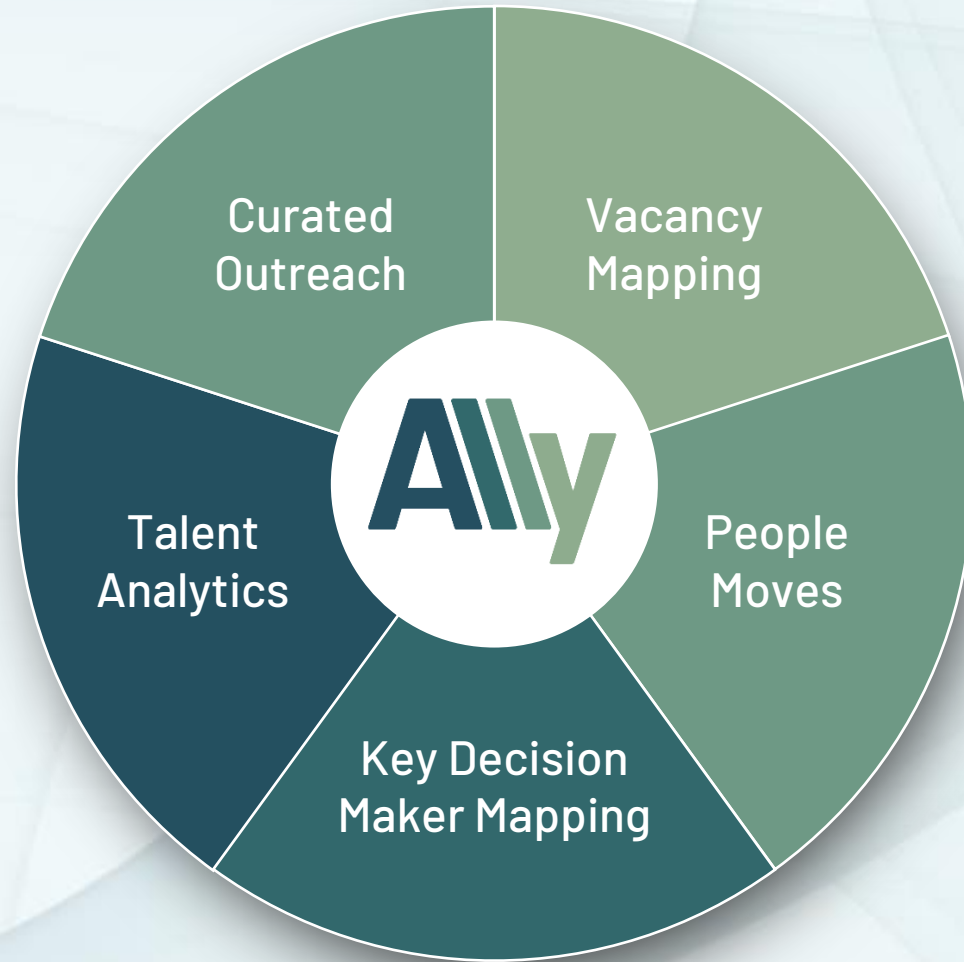 Curated
Outreach
Vacancy
Mapping
Talent
Analytics
Ally
People
Moves
Key Decision
Maker Mapping